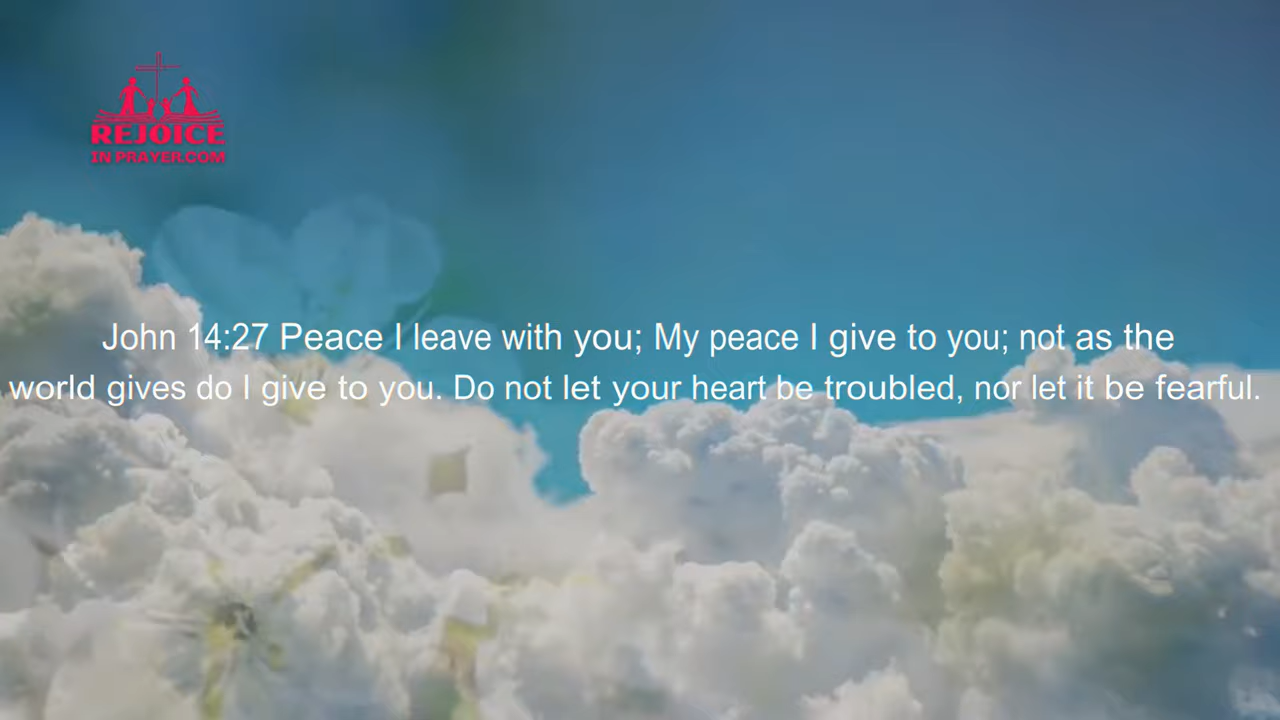 REJOICE
IN PRAYER.COM
John 14:27 Peace I leave with you; My peace I give to you; not as the
world gives do I give to you. Do not let your heart be troubled, nor let it be fearful.